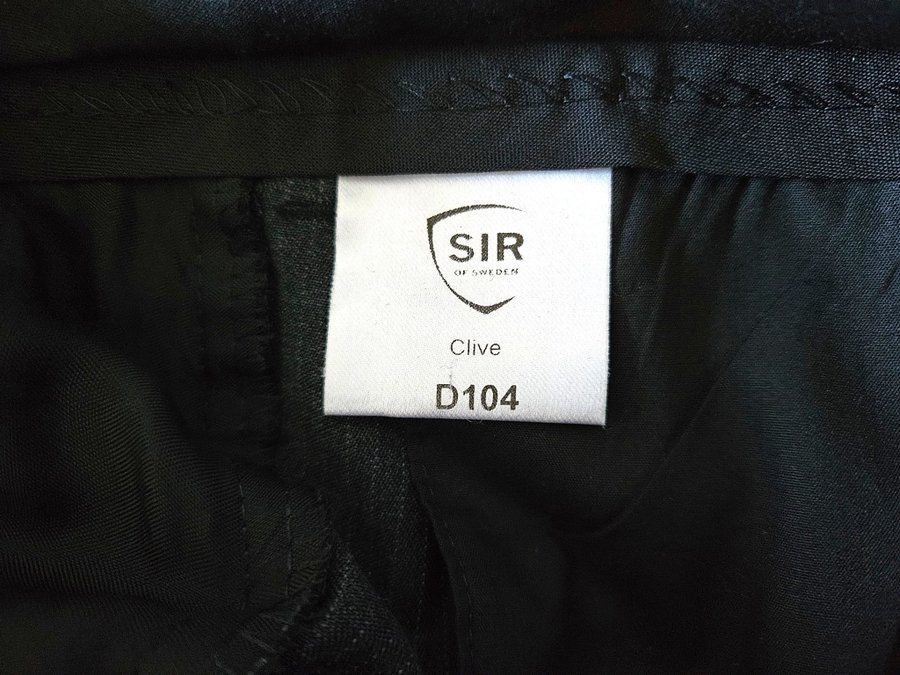 SIR
OF SWEDEN
Clive
D104